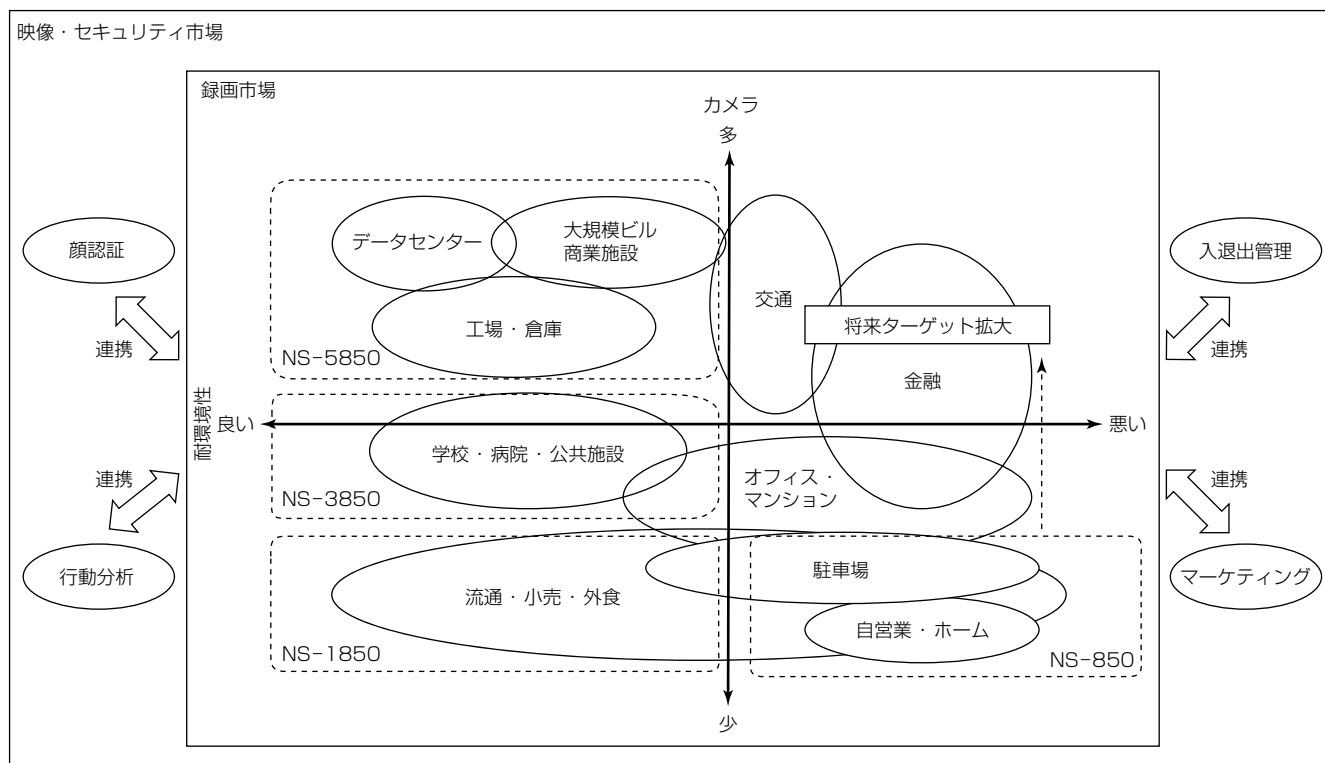 映像・セキュリティ市場
録画市場
カメラ
多
データセンター
大規模ビル
商業施設
顔認証
入退出管理
交通
工場・倉庫
将来ターゲット拡大
連携
連携
NS-5850
金融
耐環境性
良い
悪い
学校・病院・公共施設
連携
連携
オフィス・
マンション
NS-3850
行動分析
駐車場
マーケティング
流通・小売・外食
自営業・ホーム
NS-1850
NS-850
少